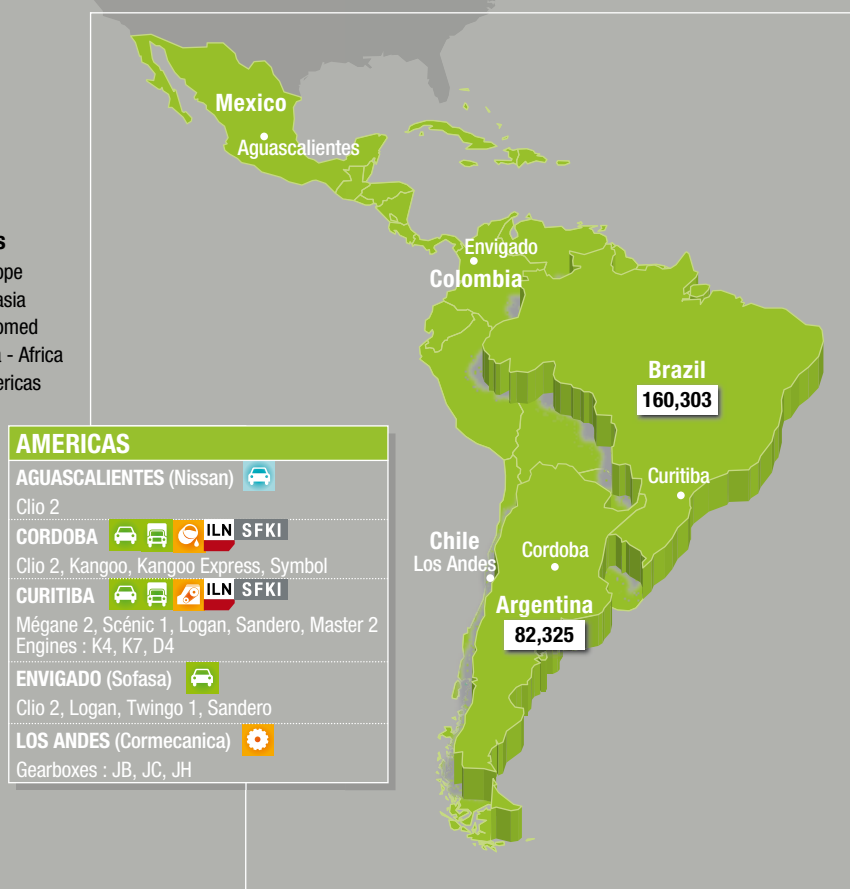 Mexico
Aguascalientes
Envigado
Colombia
Brazil
160,303
Curitiba
Chile
Los Andes
Cordoba
Argentina
82,325
s
ope
asia
omed
a - Africa
ericas
AMERICAS
AGUASCALIENTES (Nissan)
Clio 2
CORDOBA ILN SFKI
Clio 2, Kangoo, Kangoo Express, Symbol
CURITIBA ILN SFKI
Mégane 2, Scénic 1, Logan, Sandero, Master 2
Engines : K4, K7, D4
ENVIGADO (Sofasa)
Clio 2, Logan, Twingo 1, Sandero
LOS ANDES (Cormecanica)
Gearboxes : JB, JC, JH